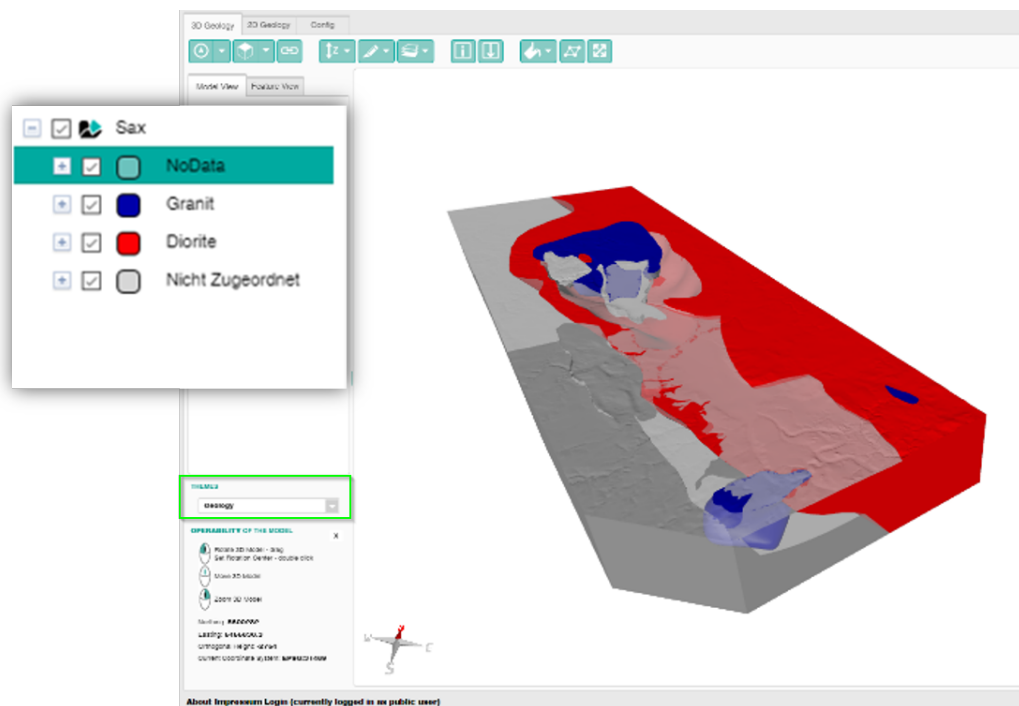 3D Geology 2D Geology Config
Model View Feature View
Sax
NoData
Granit
Diorite
Nicht Zugeordnet
THEMES
Geology
OPERABILITY OF THE MODEL
x
Rotate 3D Model - drag
Set Rotation Center - double click
Move 3D Model
Zoom 3D Model
Northing:
Easting:
Orthogonal Height:
Current Coordinate System:
W
S
About Impressum Login (currently logged in as public user)